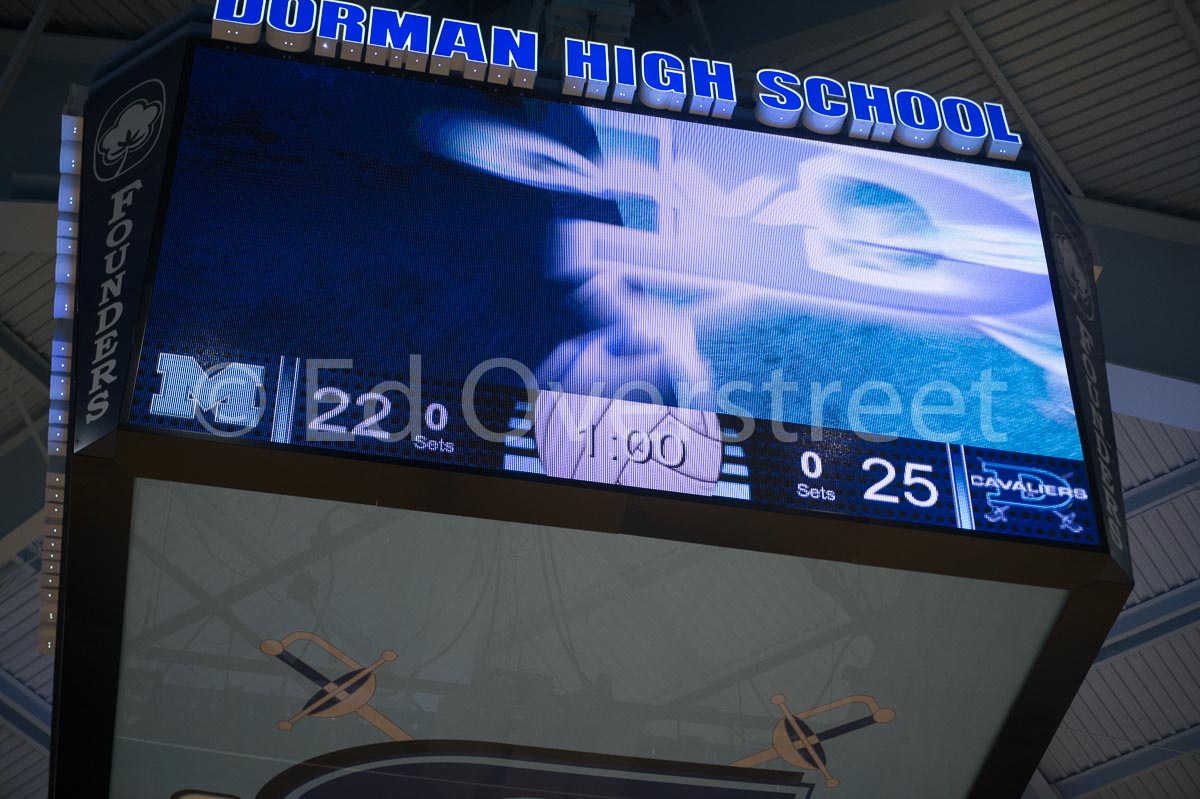 DORMAN HIGH SCHOOL
FOUNDERS
M 22 0 Sets 1:00 0 Sets 25 D CAVALIERS
© Ed Overstreet